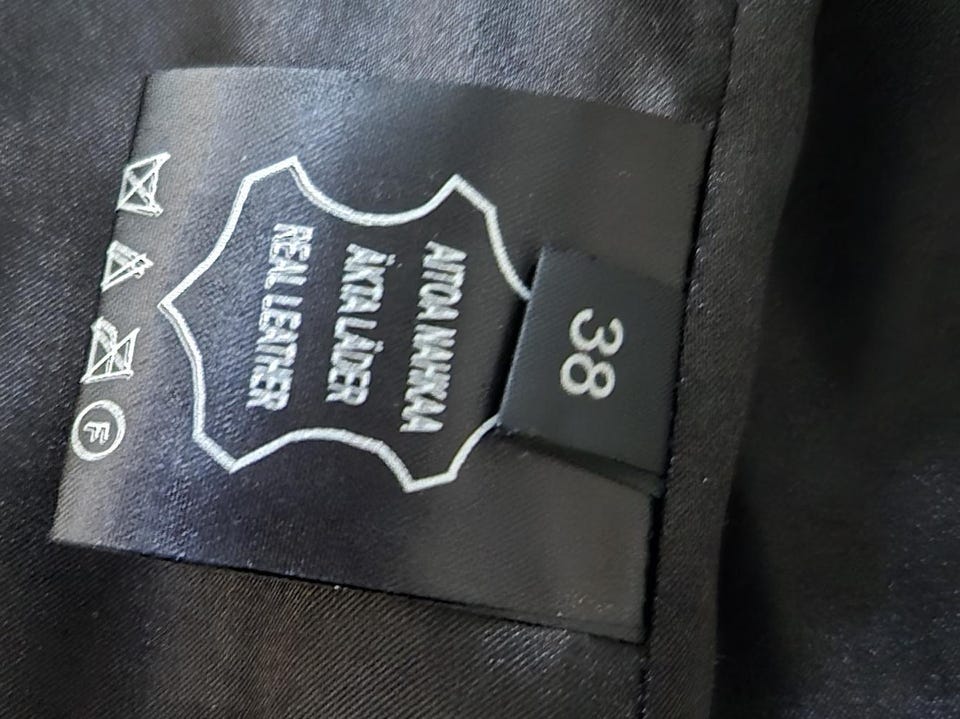 38
AITOA NAHKAA
ÄKTA LÄDER
REAL LEATHER
F